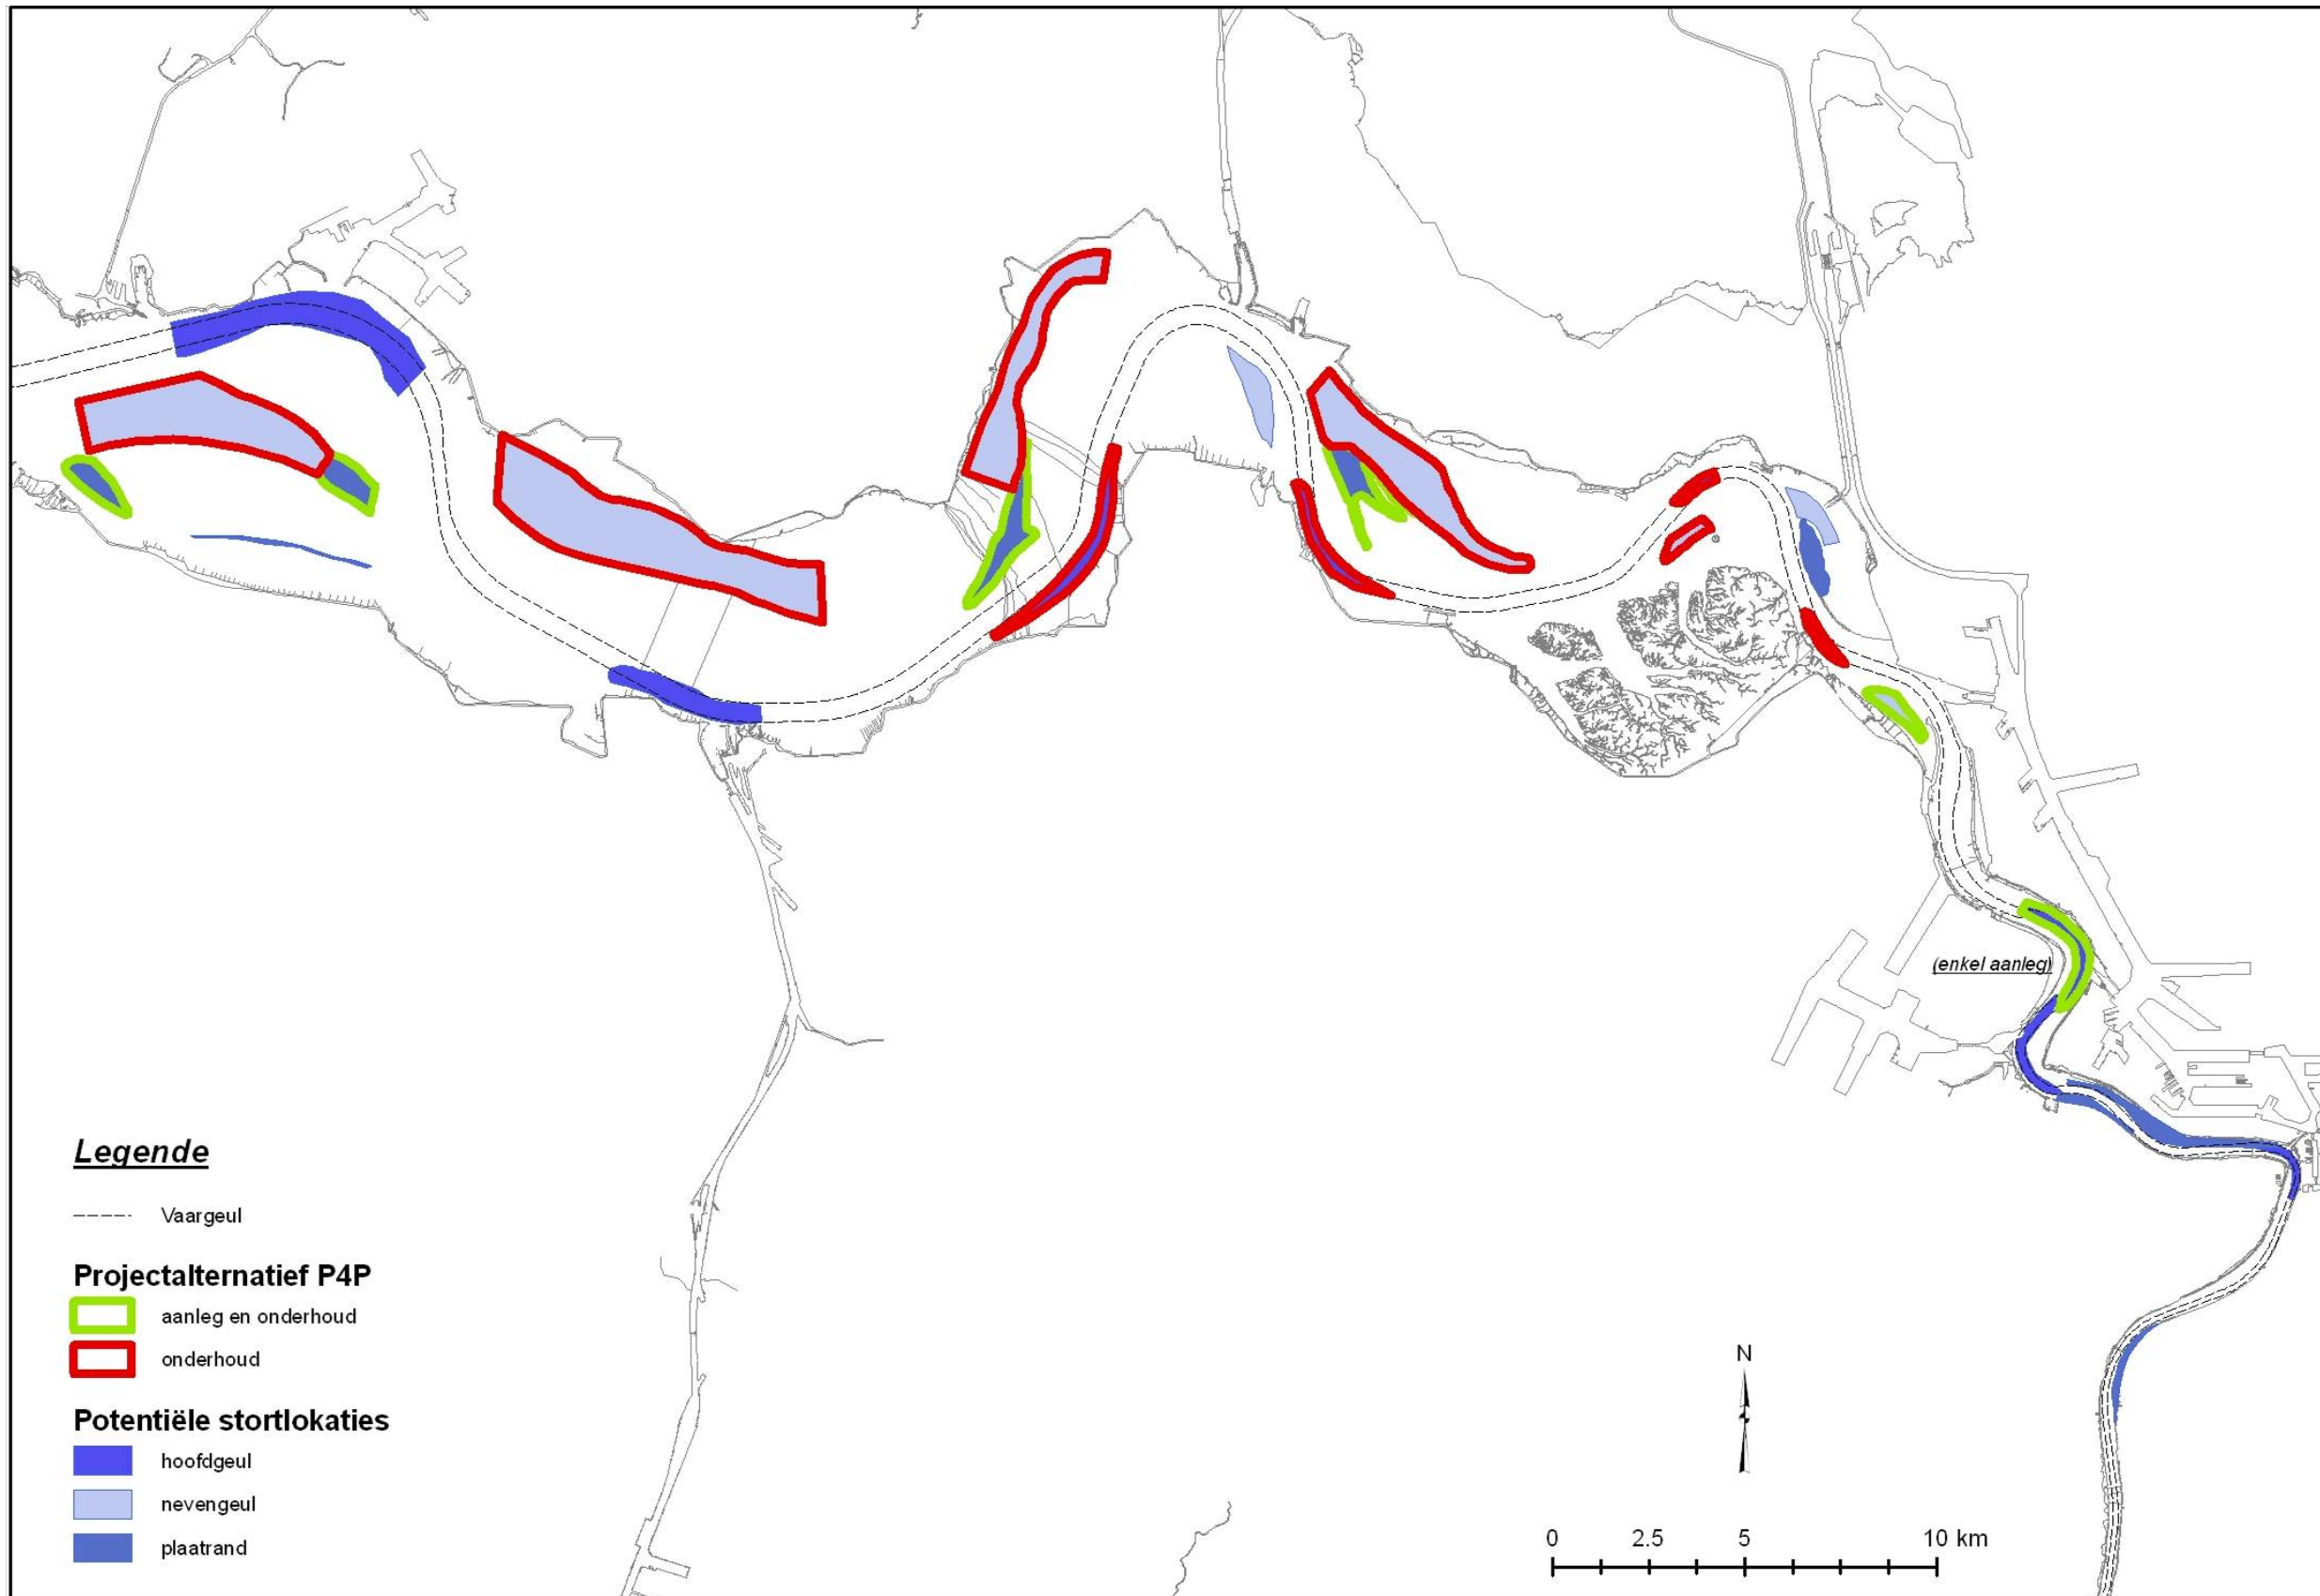 (enkel aanleg)
Legende
Vaargeul
Projectalternatief P4P
aanleg en onderhoud
onderhoud
Potentiële stortlokaties
hoofdgeul
nevengeul
plaatrand
N
0 2.5 5 10 km